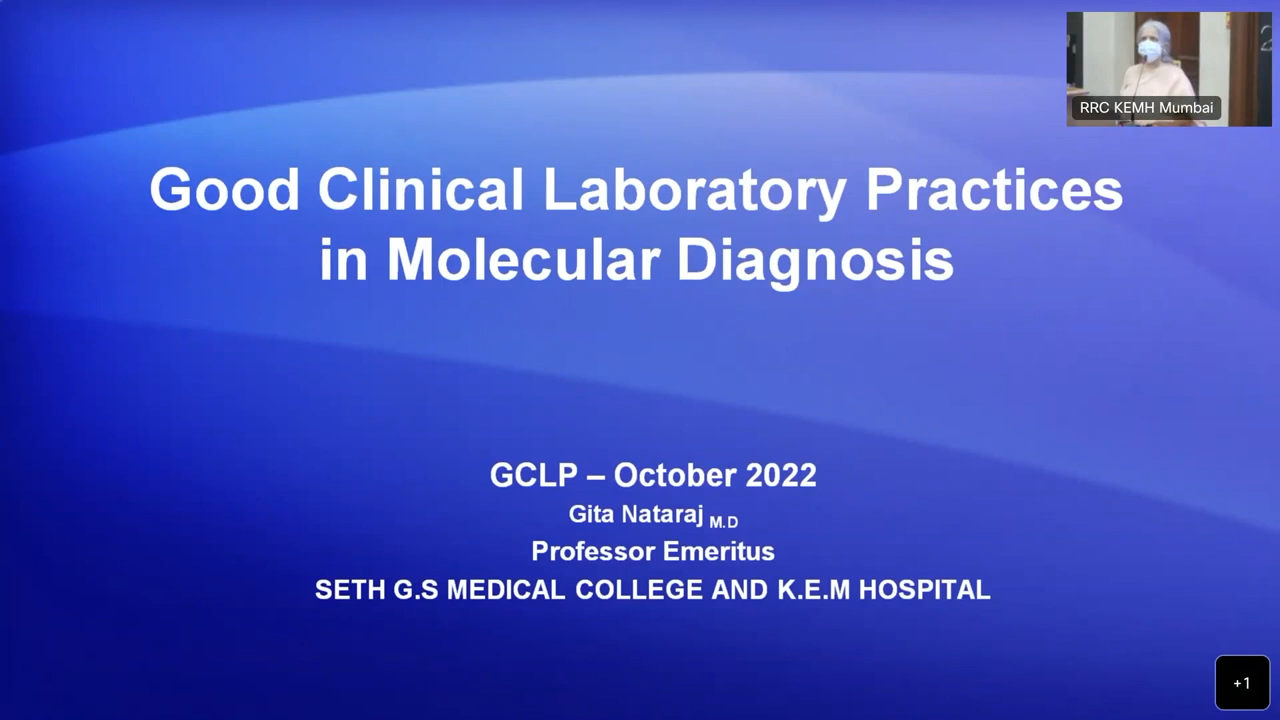 RRC KEMH Mumbai
Good Clinical Laboratory Practices
in Molecular Diagnosis
GCLP – October 2022
Gita Nataraj M.D
Professor Emeritus
SETH G.S MEDICAL COLLEGE AND K.E.M HOSPITAL
+1